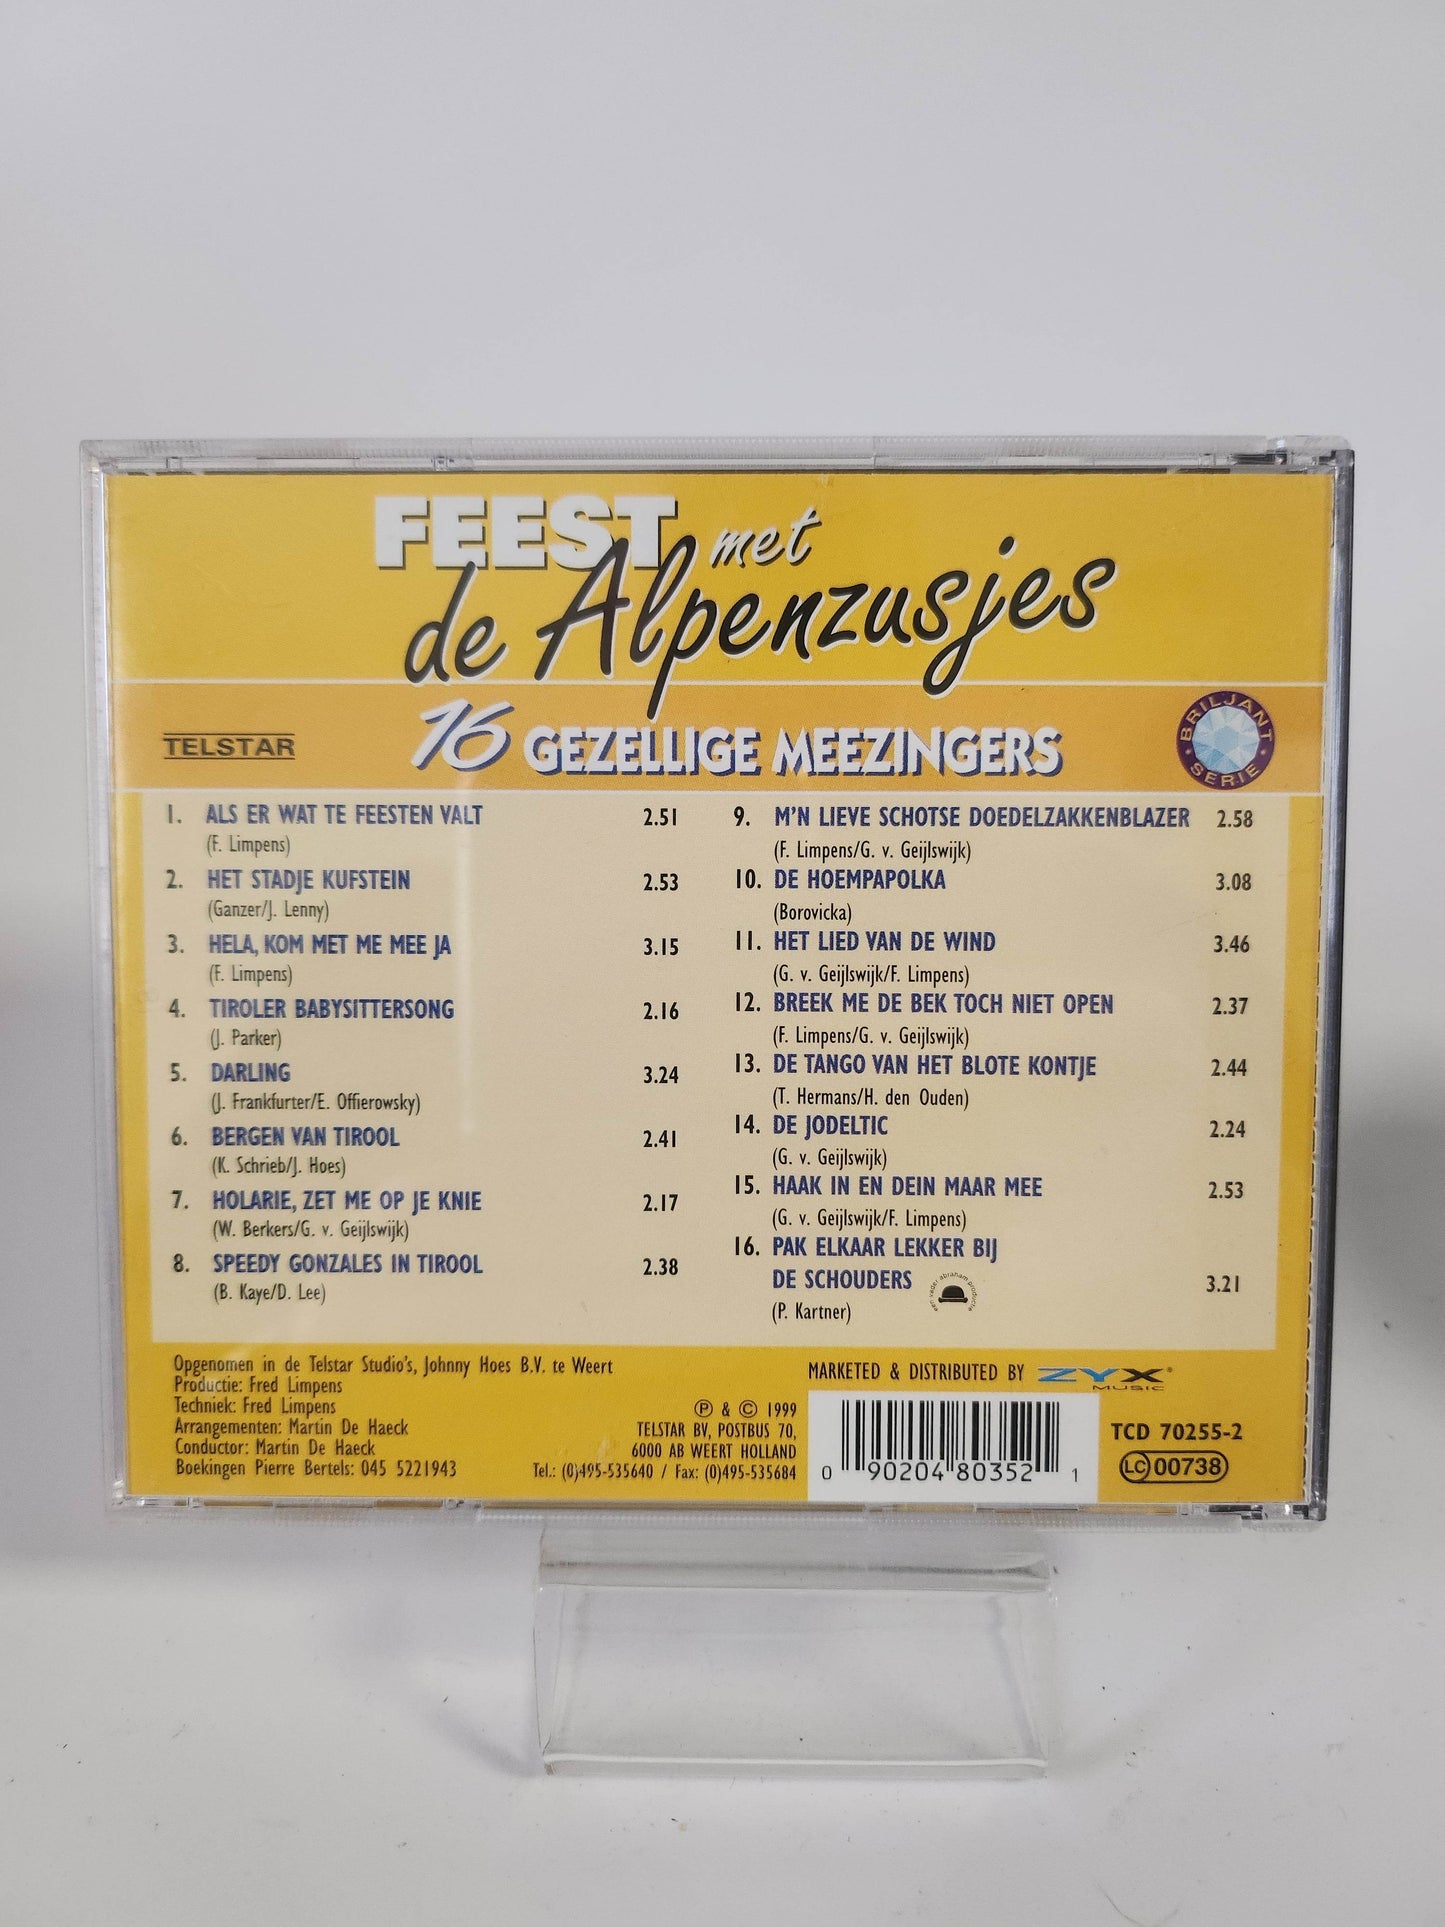 FEEST met
de Alpenzusjes
TELSTAR
16 GEZELLIGE MEEZINGERS
BRILJANT SERIE
1. ALS ER WAT TE FEESTEN VALT 2.51
(F. Limpens)
2. HET STADJE KUFSTEIN 2.53
(Ganzer/J. Lenny)
3. HELA, KOM MET ME MEE JA 3.15
(F. Limpens)
4. TIROLER BABYSITTERSONG 2.16
(J. Parker)
5. DARLING 3.24
(J. Frankfurter/E. Offierowsky)
6. BERGEN VAN TIROOL 2.41
(K. Schrieb/J. Hoes)
7. HOLARIE, ZET ME OP JE KNIE 2.17
(W. Berkers/G. v. Geijlswijk)
8. SPEEDY GONZALES IN TIROOL 2.38
(B. Kaye/D. Lee)
9. M'N LIEVE SCHOTSE DOEDELZAKKENBLAZER 2.58
(F. Limpens/G. v. Geijlswijk)
10. DE HOEMPAPOLKA 3.08
(Borovicka)
11. HET LIED VAN DE WIND 3.46
(G. v. Geijlswijk/F. Limpens)
12. BREEK ME DE BEK TOCH NIET OPEN 2.37
(F. Limpens/G. v. Geijlswijk)
13. DE TANGO VAN HET BLOTE KONTJE 2.44
(T. Hermans/H. den Ouden)
14. DE JODELTIC 2.24
(G. v. Geijlswijk)
15. HAAK IN EN DEIN MAAR MEE 2.53
(G. v. Geijlswijk/F. Limpens)
16. PAK ELKAAR LEKKER BIJ
DE SCHOUDERS 3.21
een vader abraham productie
(P. Kartner)
Opgenomen in de Telstar Studio's, Johnny Hoes B.V. te Weert
Productie: Fred Limpens
Techniek: Fred Limpens
Arrangementen: Martin De Haeck
Conductor: Martin De Haeck
Boekingen Pierre Bertels: 045 5221943
Ⓟ & © 1999
TELSTAR BV, POSTBUS 70,
6000 AB WEERT HOLLAND
Tel.: (0)495-535640 / Fax: (0)495-535684
MARKETED & DISTRIBUTED BY ZYX®
MUSIC
0 90204 80352 1
TCD 70255-2
LC 00738